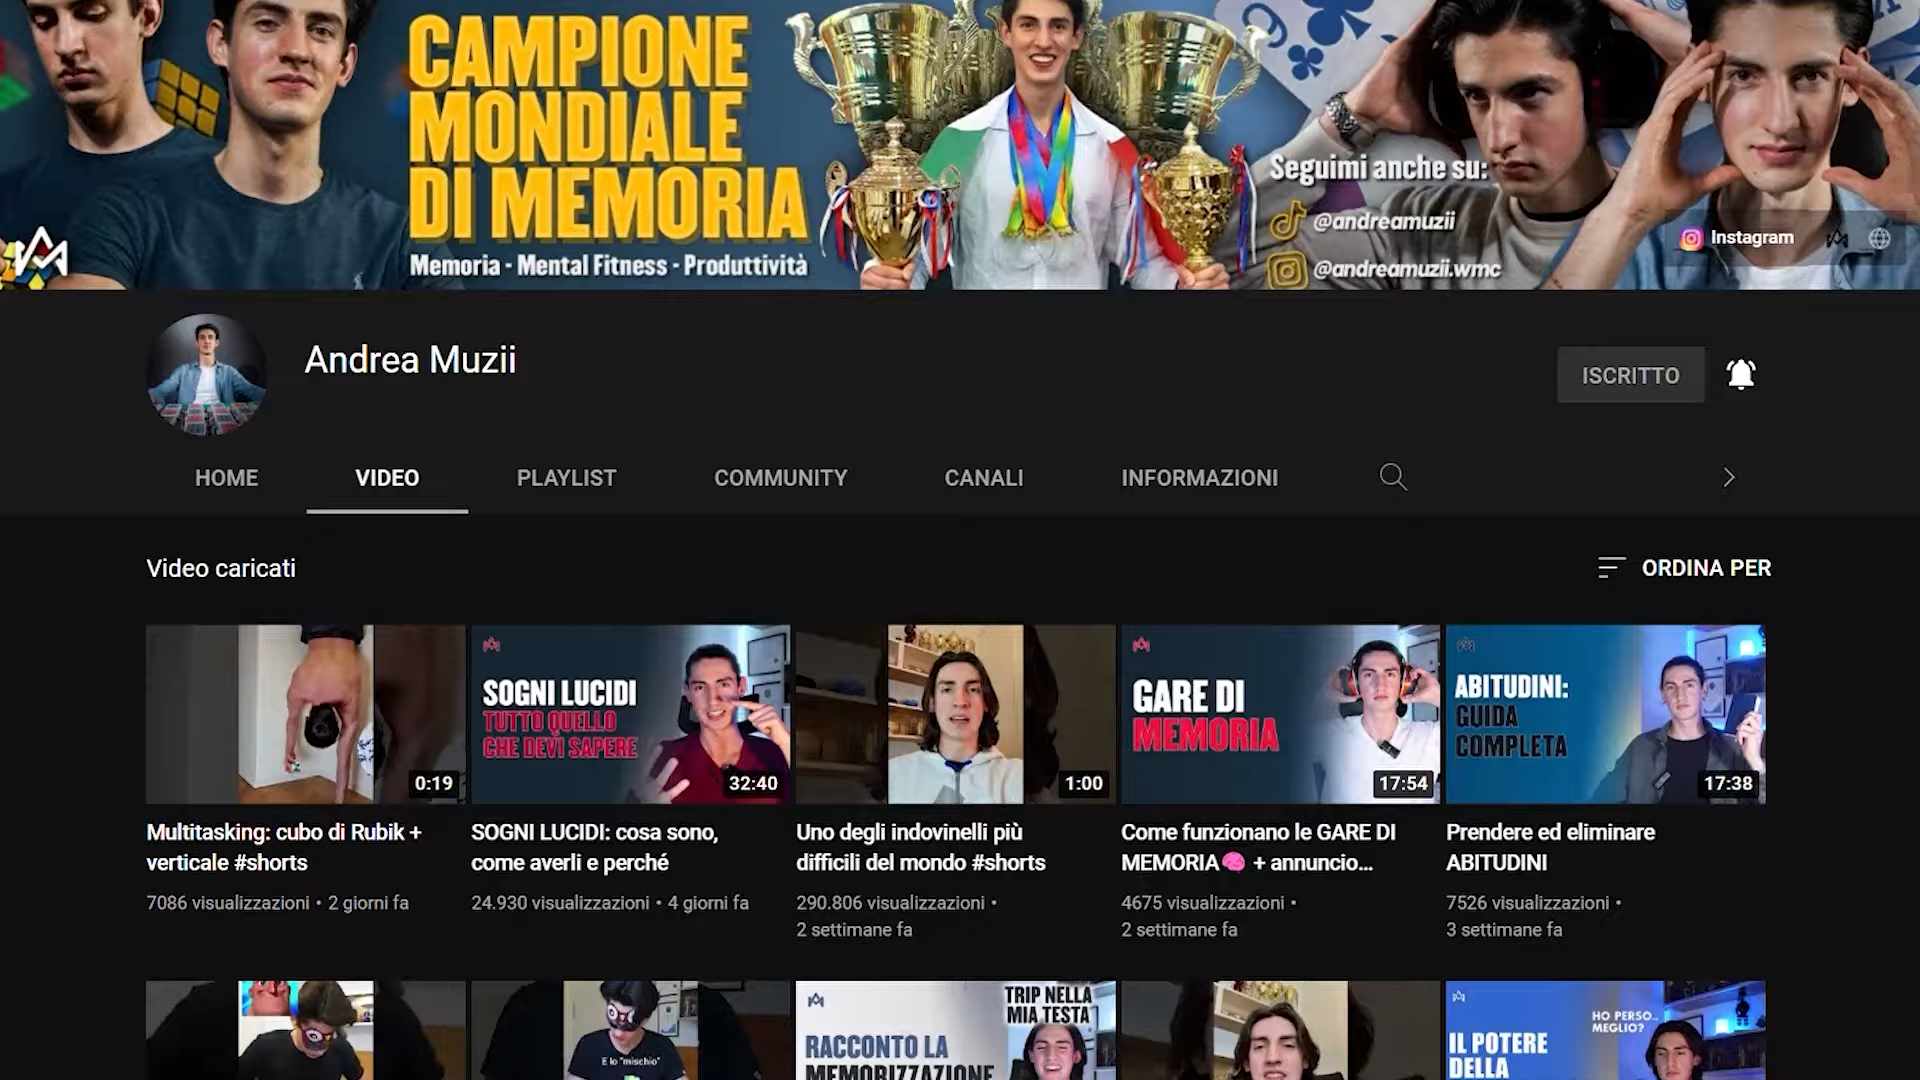 CAMPIONE
MONDIALE
DI MEMORIA
Memoria - Mental Fitness - Produttività
Seguimi anche su:
@andreamuzii
@andreamuzii.wmc
Instagram
Andrea Muzii
ISCRITTO
HOME
VIDEO
PLAYLIST
COMMUNITY
CANALI
INFORMAZIONI
Video caricati
ORDINA PER
0:19
SOGNI LUCIDI
TUTTO QUELLO
CHE DEVI SAPERE
32:40
1:00
GARE DI
MEMORIA
17:54
ABITUDINI:
GUIDA
COMPLETA
17:38
Multitasking: cubo di Rubik +
verticale #shorts
7086 visualizzazioni • 2 giorni fa
SOGNI LUCIDI: cosa sono,
come averli e perché
24.930 visualizzazioni • 4 giorni fa
Uno degli indovinelli più
difficili del mondo #shorts
290.806 visualizzazioni •
2 settimane fa
Come funzionano le GARE DI
MEMORIA🧠 + annuncio...
4675 visualizzazioni •
2 settimane fa
Prendere ed eliminare
ABITUDINI
7526 visualizzazioni •
3 settimane fa
E lo "mischio"
TRIP NELLA
MIA TESTA
RACCONTO LA
MEMORIZZAZIONE
HO PERSO..
MEGLIO?
IL POTERE
DELLA